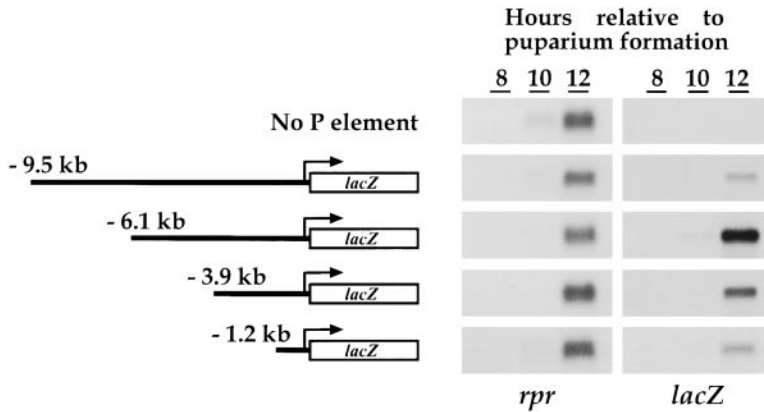 Hours relative to
puparium formation
8 10 12 8 10 12
No P element
- 9.5 kb
lacZ
- 6.1 kb
lacZ
- 3.9 kb
lacZ
- 1.2 kb
lacZ
rpr lacZ